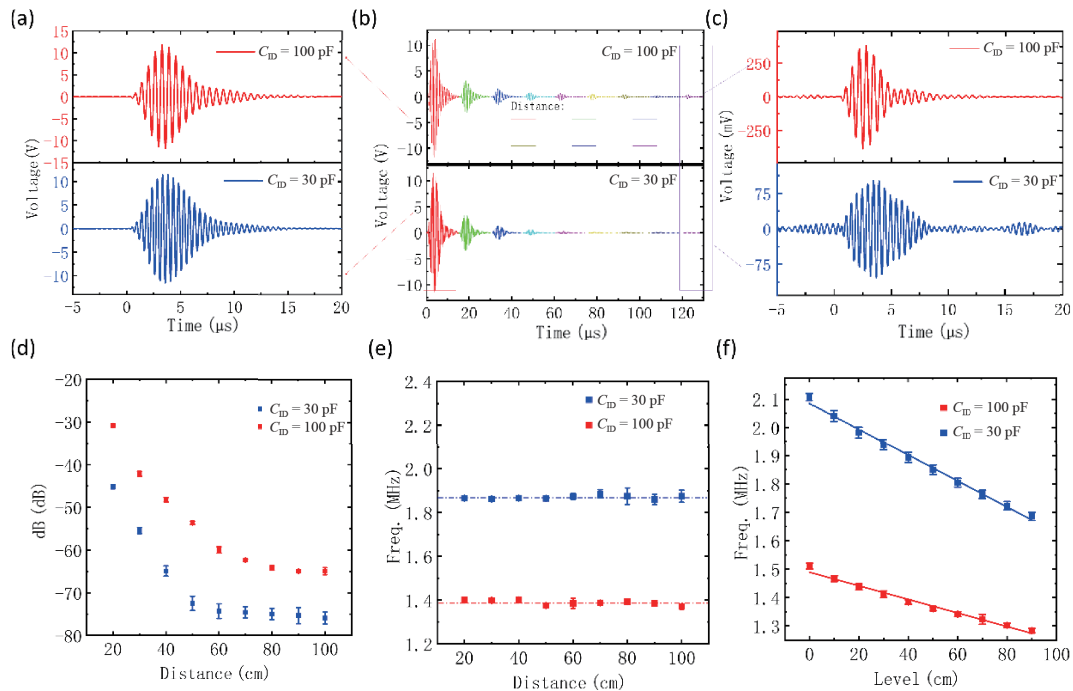 (a)
15
10
5
0
-5
-10
-15
10
5
0
-5
-10
Voltage (V)
C_ID = 100 pF
C_ID = 30 pF
-5 0 5 10 15 20
Time (μs)
(b)
10
5
0
-5
-10
10
5
0
-5
-10
Voltage (V)
C_ID = 100 pF
Distance:
C_ID = 30 pF
0 20 40 60 80 100 120
Time (μs)
(c)
250
0
-250
75
0
-75
Voltage (mV)
C_ID = 100 pF
C_ID = 30 pF
-5 0 5 10 15 20
Time (μs)
(d)
-20
-30
-40
-50
-60
-70
-80
dB (dB)
C_ID = 30 pF
C_ID = 100 pF
20 40 60 80 100
Distance (cm)
(e)
2.4
2.2
2.0
1.8
1.6
1.4
1.2
Freq. (MHz)
C_ID = 30 pF
C_ID = 100 pF
20 40 60 80 100
Distance (cm)
(f)
2.1
2.0
1.9
1.8
1.7
1.5
1.4
1.3
Freq. (MHz)
C_ID = 100 pF
C_ID = 30 pF
0 20 40 60 80 100
Level (cm)